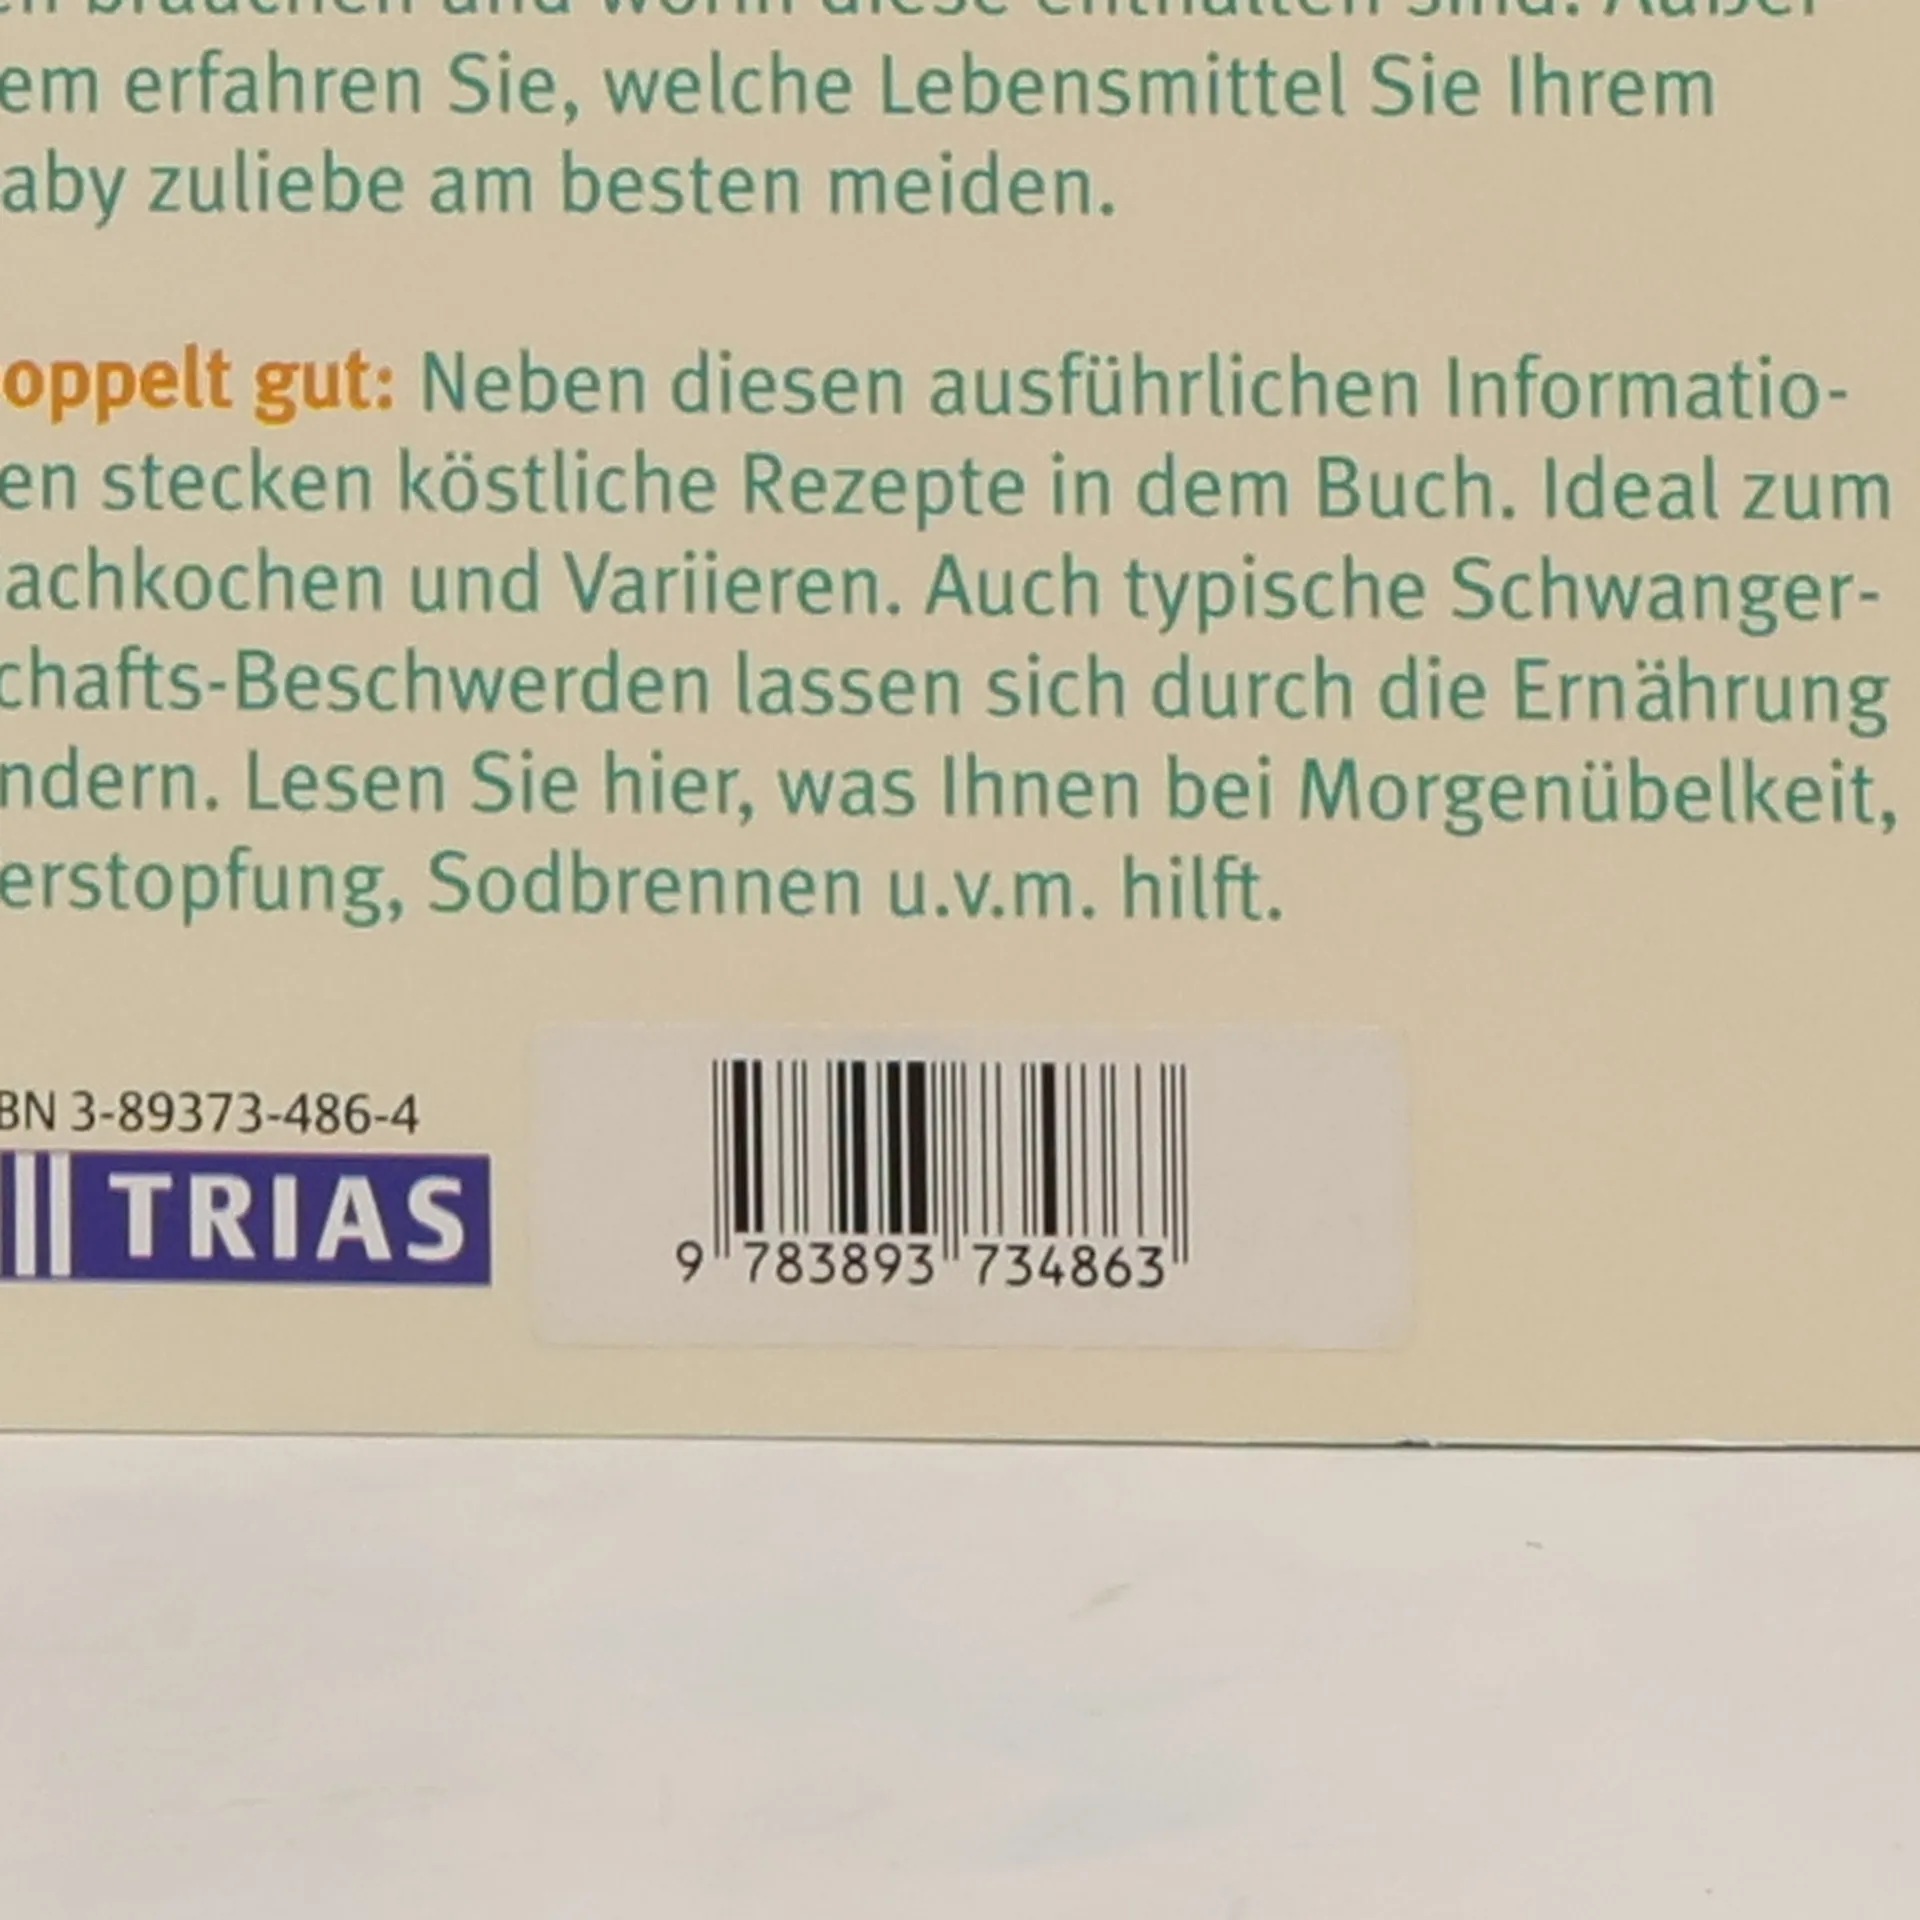 em erfahren Sie, welche Lebensmittel Sie Ihrem
aby zuliebe am besten meiden.
oppelt gut: Neben diesen ausführlichen Informatio-
en stecken köstliche Rezepte in dem Buch. Ideal zum
achkochen und Variieren. Auch typische Schwanger-
chafts-Beschwerden lassen sich durch die Ernährung
ndern. Lesen Sie hier, was Ihnen bei Morgenübelkeit,
erstopfung, Sodbrennen u.v.m. hilft.
BN 3-89373-486-4
TRIAS
9 783893 734863